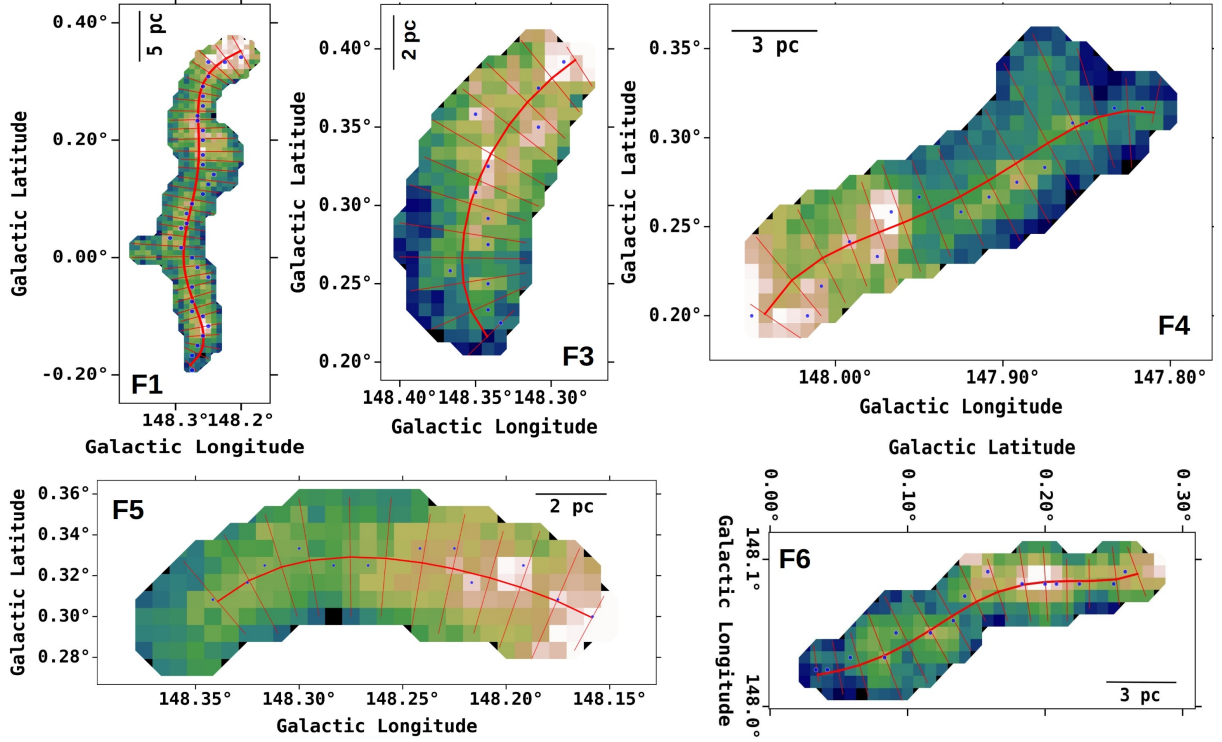 0.40°
0.20°
0.00°
-0.20°
Galactic Latitude
5 pc
F1
148.3°148.2°
Galactic Longitude
0.40°
0.35°
0.30°
0.25°
0.20°
Galactic Latitude
2 pc
F3
148.40°148.35°148.30°
Galactic Longitude
0.35°
0.30°
0.25°
0.20°
Galactic Latitude
3 pc
F4
148.00° 147.90° 147.80°
Galactic Longitude
0.36°
0.34°
0.32°
0.30°
0.28°
Galactic Latitude
F5
2 pc
148.35° 148.30° 148.25° 148.20° 148.15°
Galactic Longitude
Galactic Latitude
0.00° 0.10° 0.20° 0.30°
148.1°
148.0°
Galactic Longitude
F6
3 pc